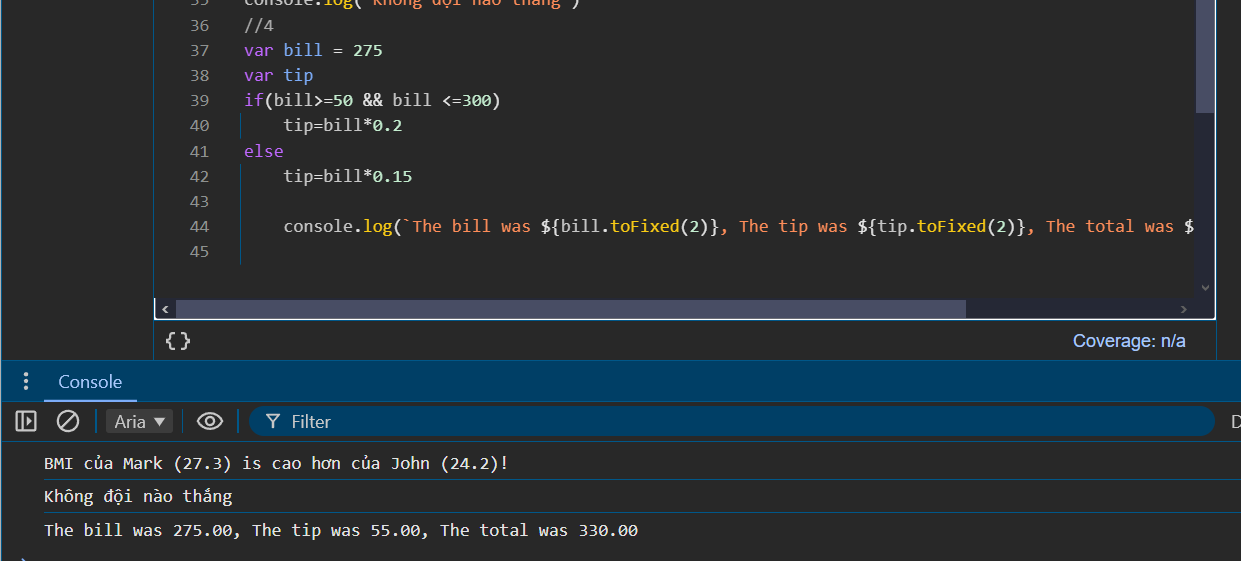 35 console.log("Không đội nào thắng")
36 //4
37 var bill = 275
38 var tip
39 if(bill>=50 && bill <=300)
40 tip=bill*0.2
41 else
42 tip=bill*0.15
43
44 console.log(`The bill was ${bill.toFixed(2)}, The tip was ${tip.toFixed(2)}, The total was $
45
{} Coverage: n/a
Console
Aria ▼ Filter D
BMI của Mark (27.3) is cao hơn của John (24.2)!
Không đội nào thắng
The bill was 275.00, The tip was 55.00, The total was 330.00